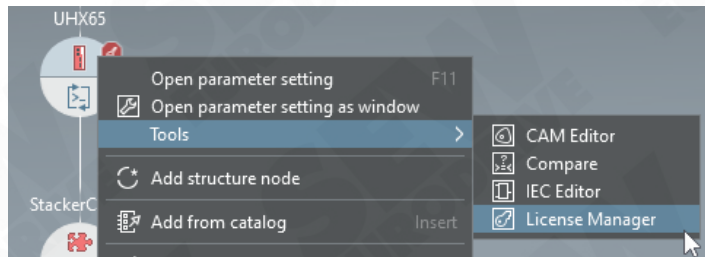 UHX65
Open parameter setting F11
Open parameter setting as window
Tools
CAM Editor
Compare
IEC Editor
License Manager
Add structure node
StackerC
Add from catalog Insert